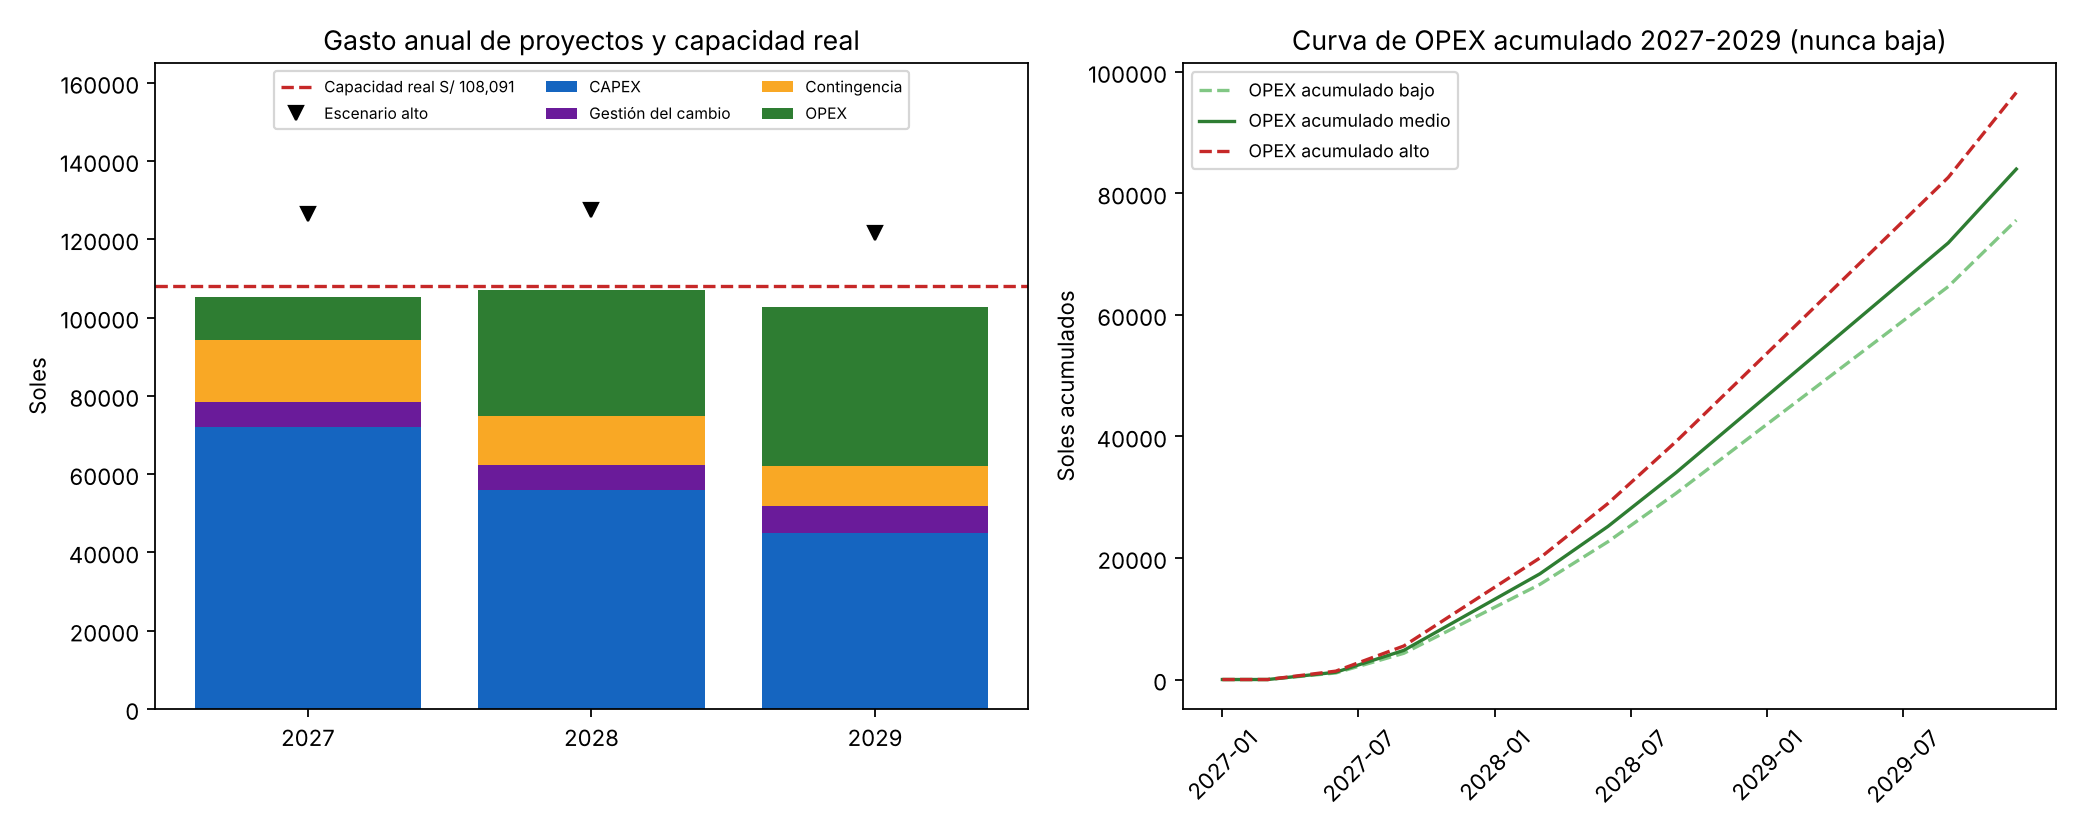 Gasto anual de proyectos y capacidad real
Capacidad real S/ 108,091
Escenario alto
CAPEX
Gestión del cambio
Contingencia
OPEX
Soles
160000
140000
120000
100000
80000
60000
40000
20000
0
2027
2028
2029
Curva de OPEX acumulado 2027-2029 (nunca baja)
OPEX acumulado bajo
OPEX acumulado medio
OPEX acumulado alto
Soles acumulados
100000
80000
60000
40000
20000
0
2027-01
2027-07
2028-01
2028-07
2029-01
2029-07